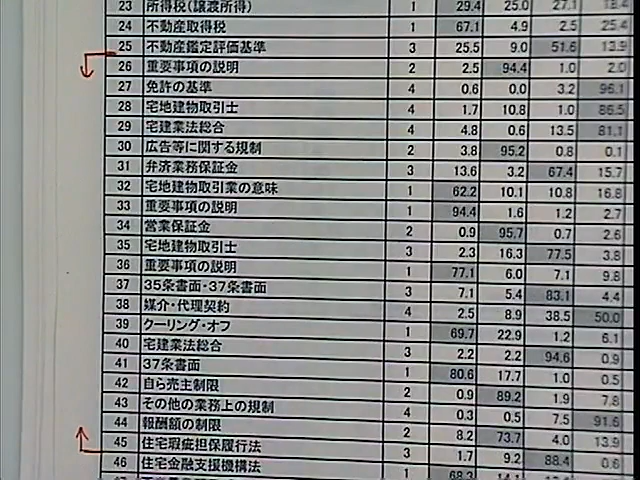 23 所得税(譲渡所得) 1 29.4 25.0 27.1 18.4
24 不動産取得税 1 67.1 4.9 2.5 25.4
25 不動産鑑定評価基準 3 25.5 9.0 51.6 13.9
26 重要事項の説明 2 2.5 94.4 1.0 2.0
27 免許の基準 4 0.6 0.0 3.2 96.1
28 宅地建物取引士 4 1.7 10.8 1.0 86.5
29 宅建業法総合 4 4.8 0.6 13.5 81.1
30 広告等に関する規制 2 3.8 95.2 0.8 0.1
31 弁済業務保証金 3 13.6 3.2 67.4 15.7
32 宅地建物取引業の意味 1 62.2 10.1 10.8 16.8
33 重要事項の説明 1 94.4 1.6 1.2 2.7
34 営業保証金 2 0.9 95.7 0.7 2.6
35 宅地建物取引士 3 2.3 16.3 77.5 3.8
36 重要事項の説明 1 77.1 6.0 7.1 9.8
37 35条書面・37条書面 3 7.1 5.4 83.1 4.4
38 媒介・代理契約 4 2.5 8.9 38.5 50.0
39 クーリング・オフ 1 69.7 22.9 1.2 6.1
40 宅建業法総合 3 2.2 2.2 94.6 0.9
41 37条書面 1 80.6 17.7 1.0 0.5
42 自ら売主制限 2 0.9 89.2 1.9 7.8
43 その他の業務上の規制 4 0.3 0.5 7.5 91.6
44 報酬額の制限 2 8.2 73.7 4.0 13.9
45 住宅瑕疵担保履行法 3 1.7 9.2 88.4 0.6
46 住宅金融支援機構法 1 68.3